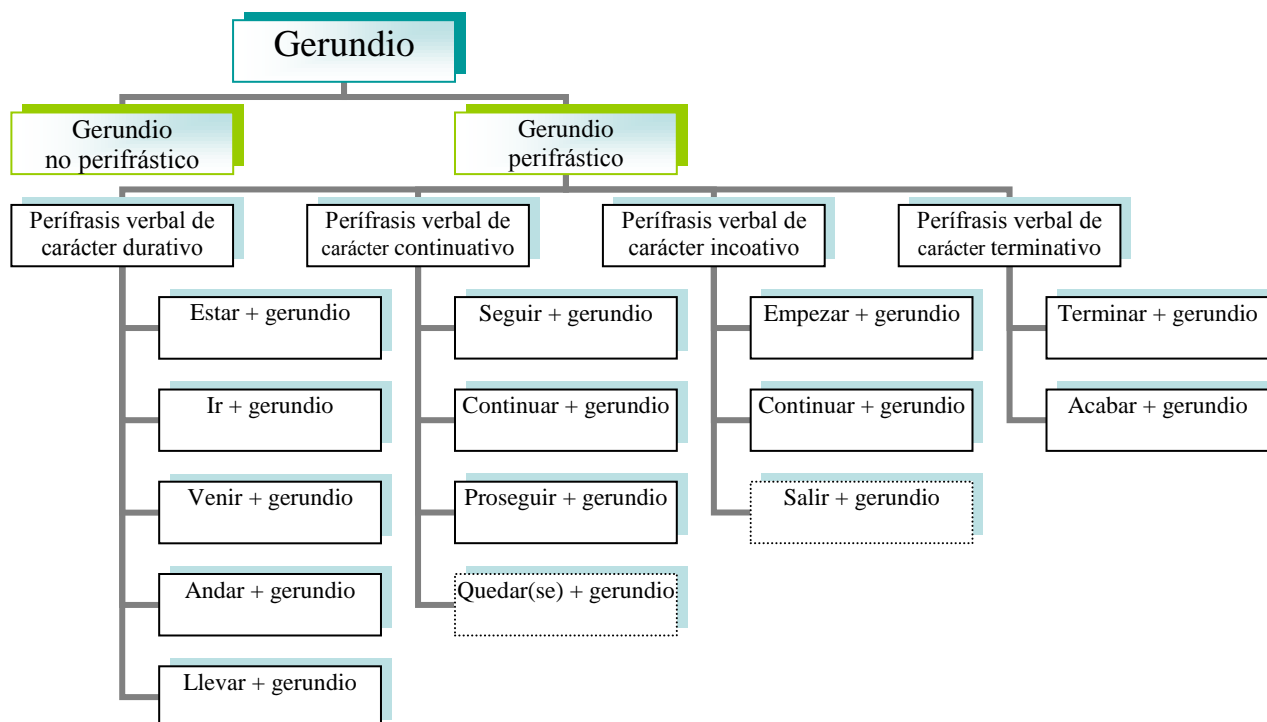 Gerundio
Gerundio
no perifrástico
Gerundio
perifrástico
Perífrasis verbal de
carácter durativo
Perífrasis verbal de
carácter continuativo
Perífrasis verbal de
carácter incoativo
Perífrasis verbal de
carácter terminativo
Estar + gerundio
Seguir + gerundio
Empezar + gerundio
Terminar + gerundio
Ir + gerundio
Continuar + gerundio
Continuar + gerundio
Acabar + gerundio
Venir + gerundio
Proseguir + gerundio
Salir + gerundio
Andar + gerundio
Quedar(se) + gerundio
Llevar + gerundio